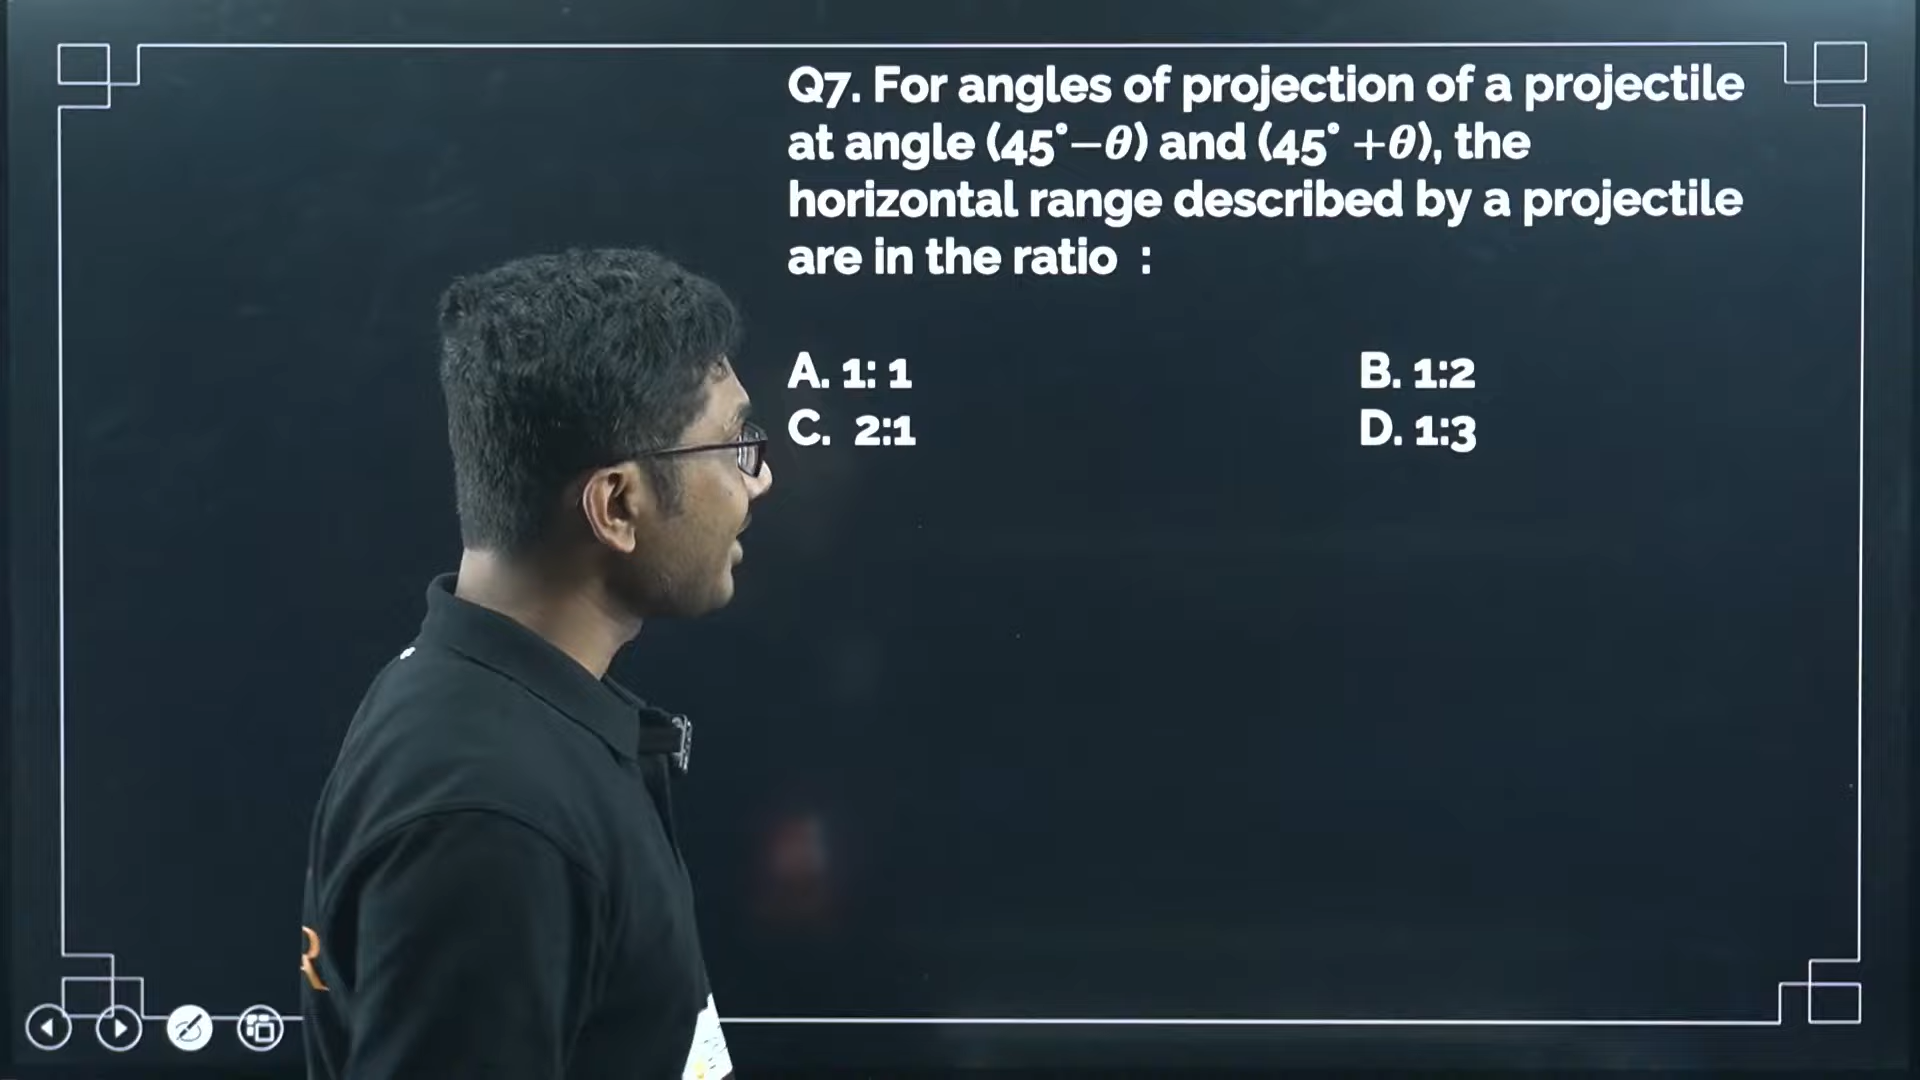 Q7. For angles of projection of a projectile
at angle (45°−θ) and (45° +θ), the
horizontal range described by a projectile
are in the ratio :
A. 1: 1 B. 1:2
C. 2:1 D. 1:3
R